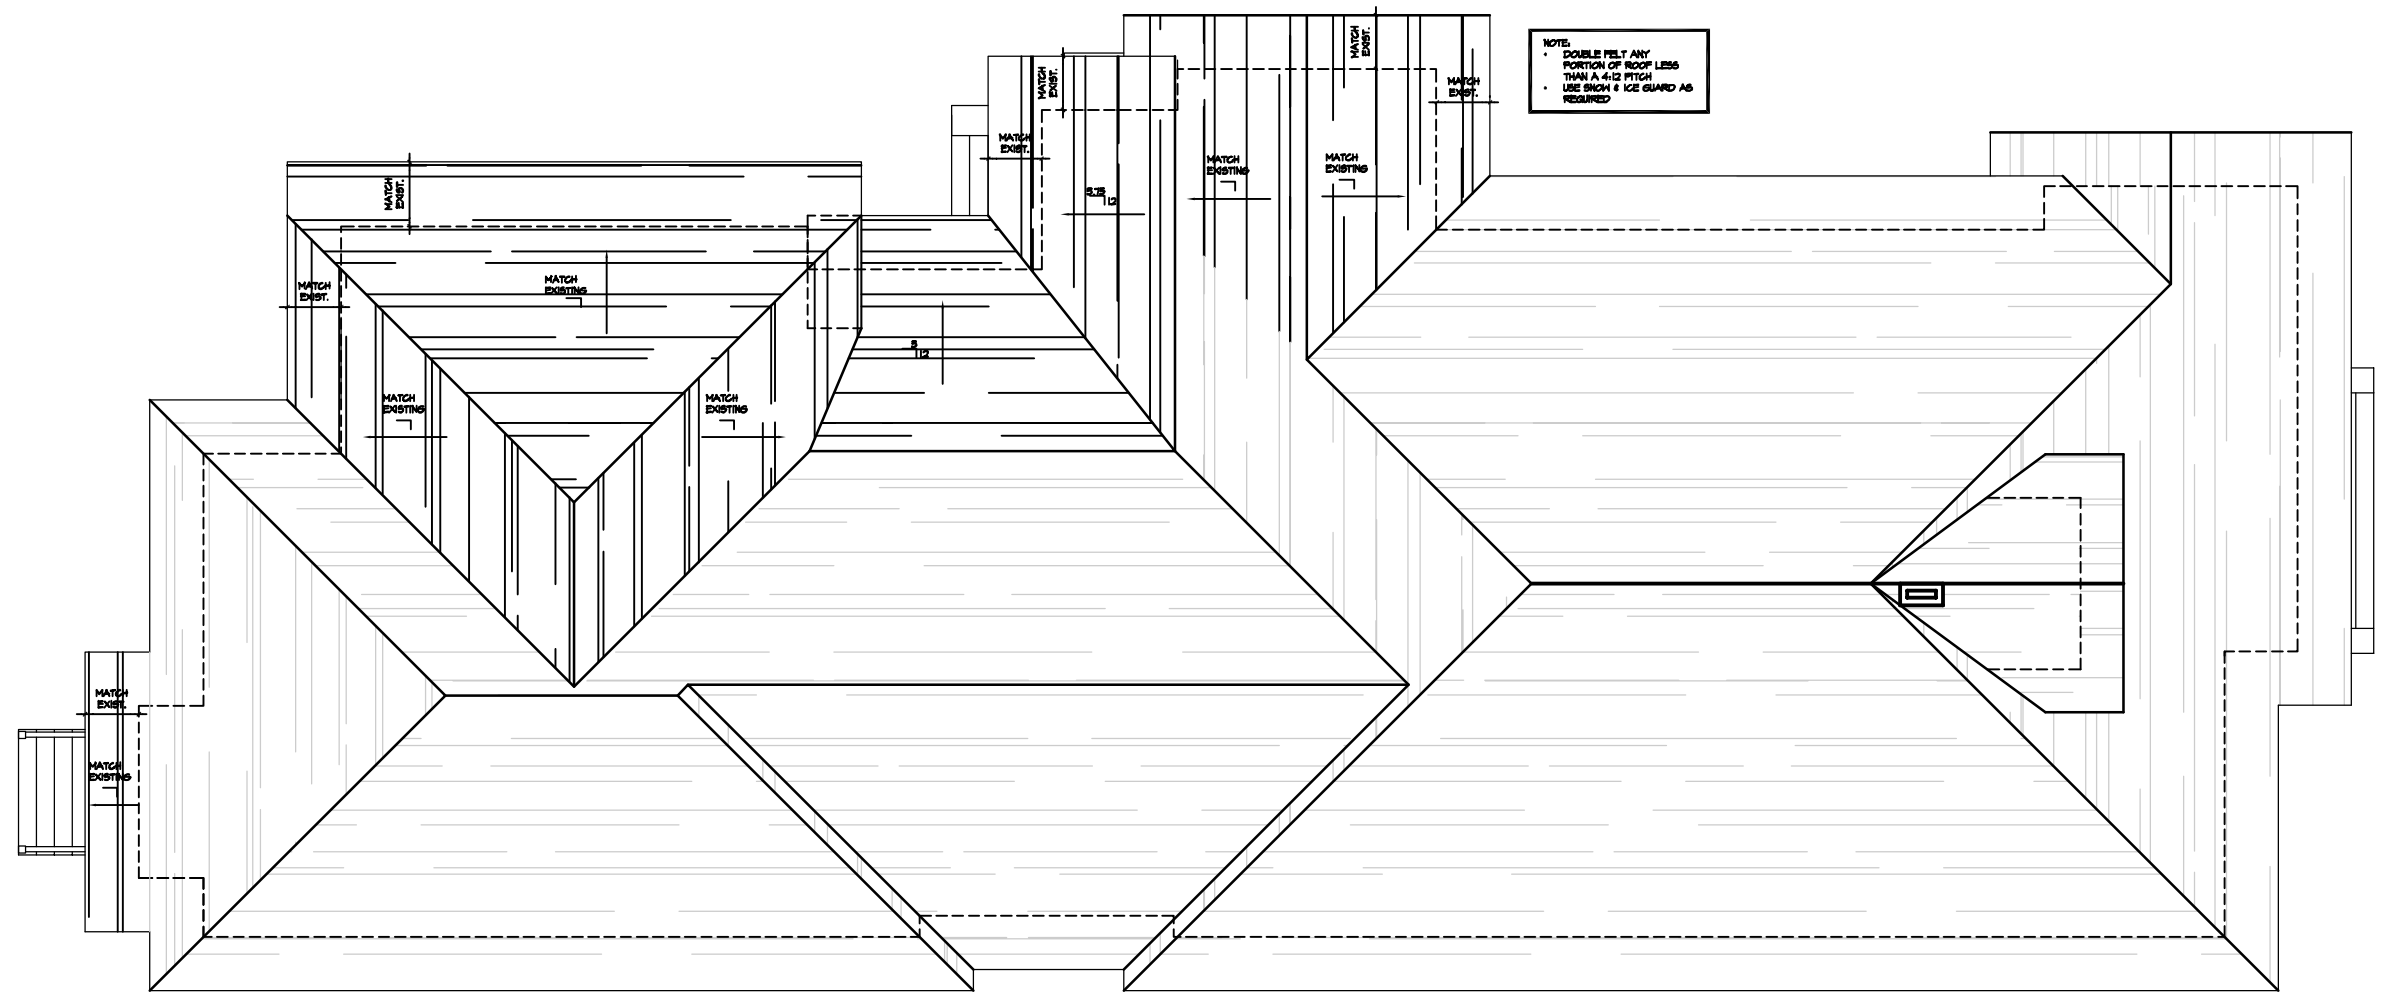 NOTE:
• DOUBLE FELT ANY
PORTION OF ROOF LESS
THAN A 4:12 PITCH
• USE SNOW & ICE GUARD AS
REQUIRED
MATCH
EXIST.
MATCH
EXIST.
MATCH
EXIST.
MATCH
EXIST.
MATCH
EXISTING
MATCH
EXISTING
5.75
12
MATCH
EXIST.
MATCH
EXIST.
MATCH
EXISTING
5
12
MATCH
EXISTING
MATCH
EXISTING
MATCH
EXIST.
MATCH
EXISTING